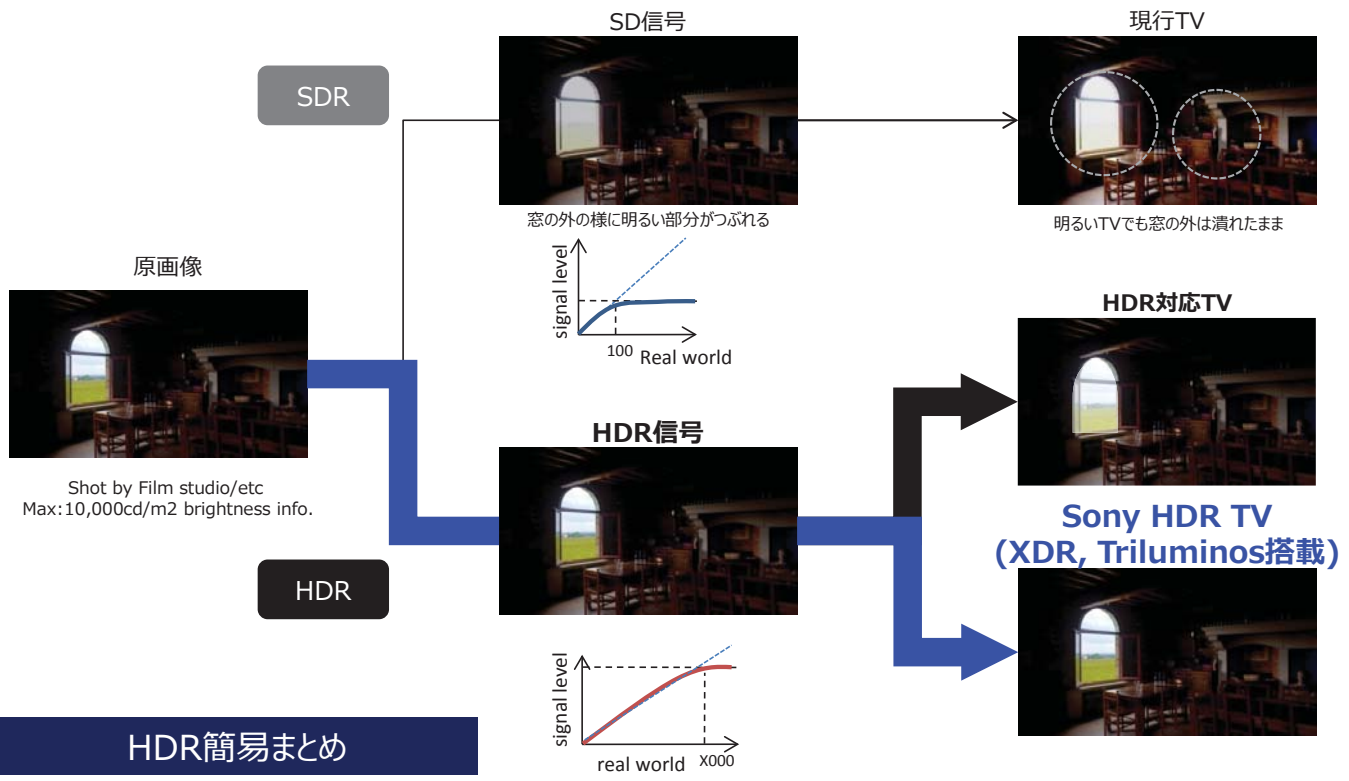 SD信号
現行TV
SDR
窓の外の様に明るい部分がつぶれる
明るいTVでも窓の外は潰れたまま
signal level
100
Real world
原画像
Shot by Film studio/etc
Max:10,000cd/m2 brightness info.
HDR対応TV
HDR信号
Sony HDR TV
(XDR, Triluminos搭載)
HDR
signal level
real world
X000
HDR簡易まとめ